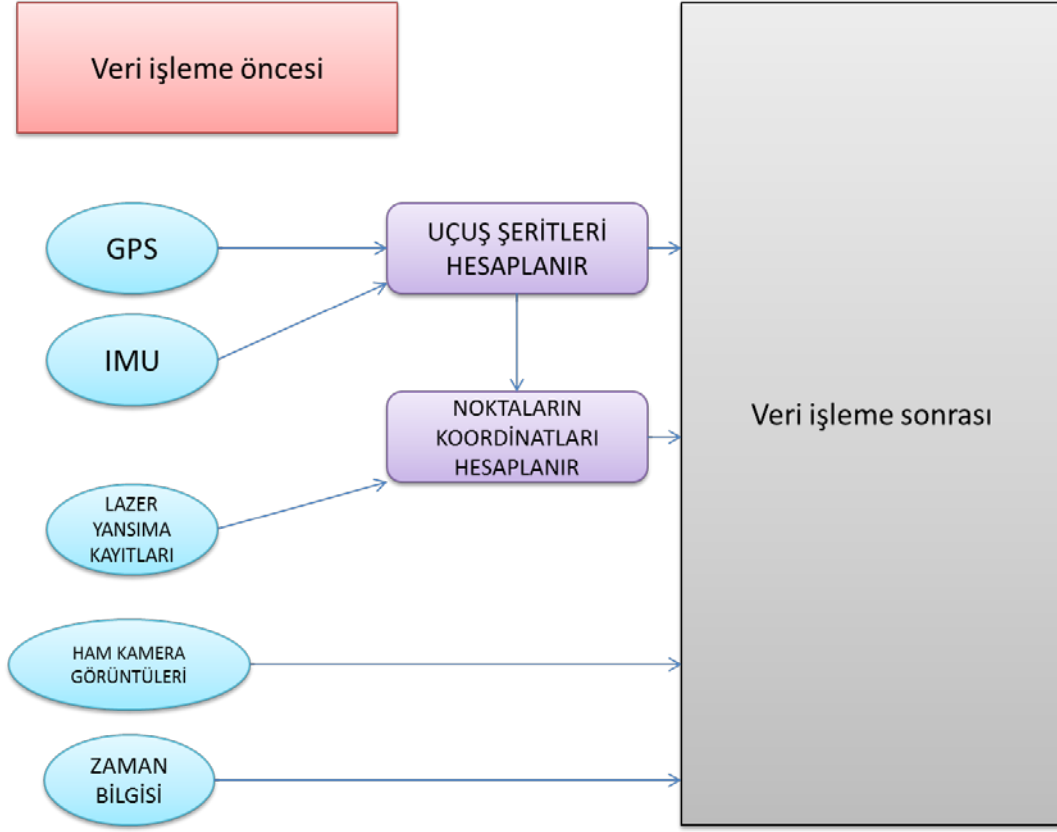 Veri işleme öncesi
GPS
UÇUŞ ŞERİTLERİ
HESAPLANIR
IMU
NOKTALARIN
KOORDİNATLARI
HESAPLANIR
Veri işleme sonrası
LAZER
YANSIMA
KAYITLARI
HAM KAMERA
GÖRÜNTÜLERİ
ZAMAN
BİLGİSİ